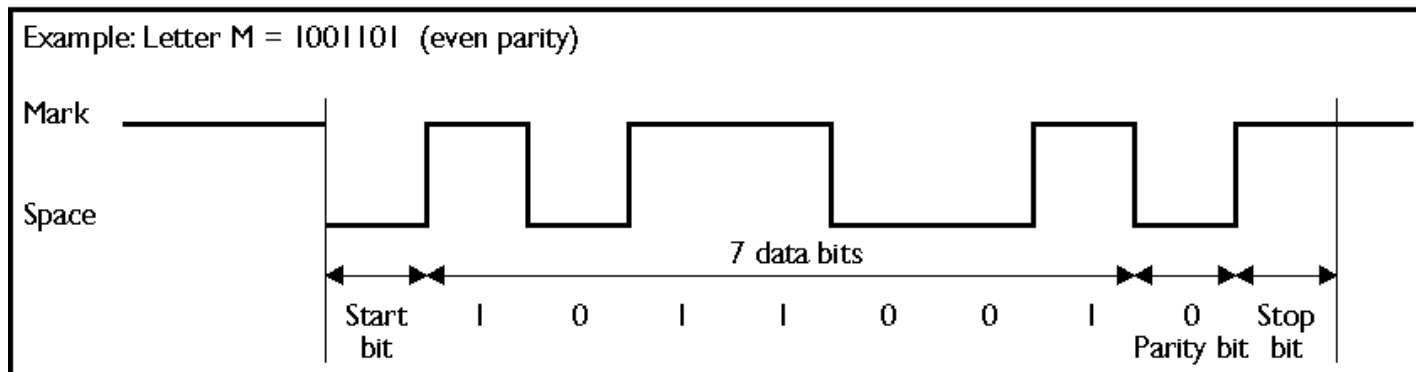 Example: Letter M = 1001101 (even parity)
Mark
Space
7 data bits
Start bit
1 0 1 1 0 0 1 0
Parity bit
Stop bit